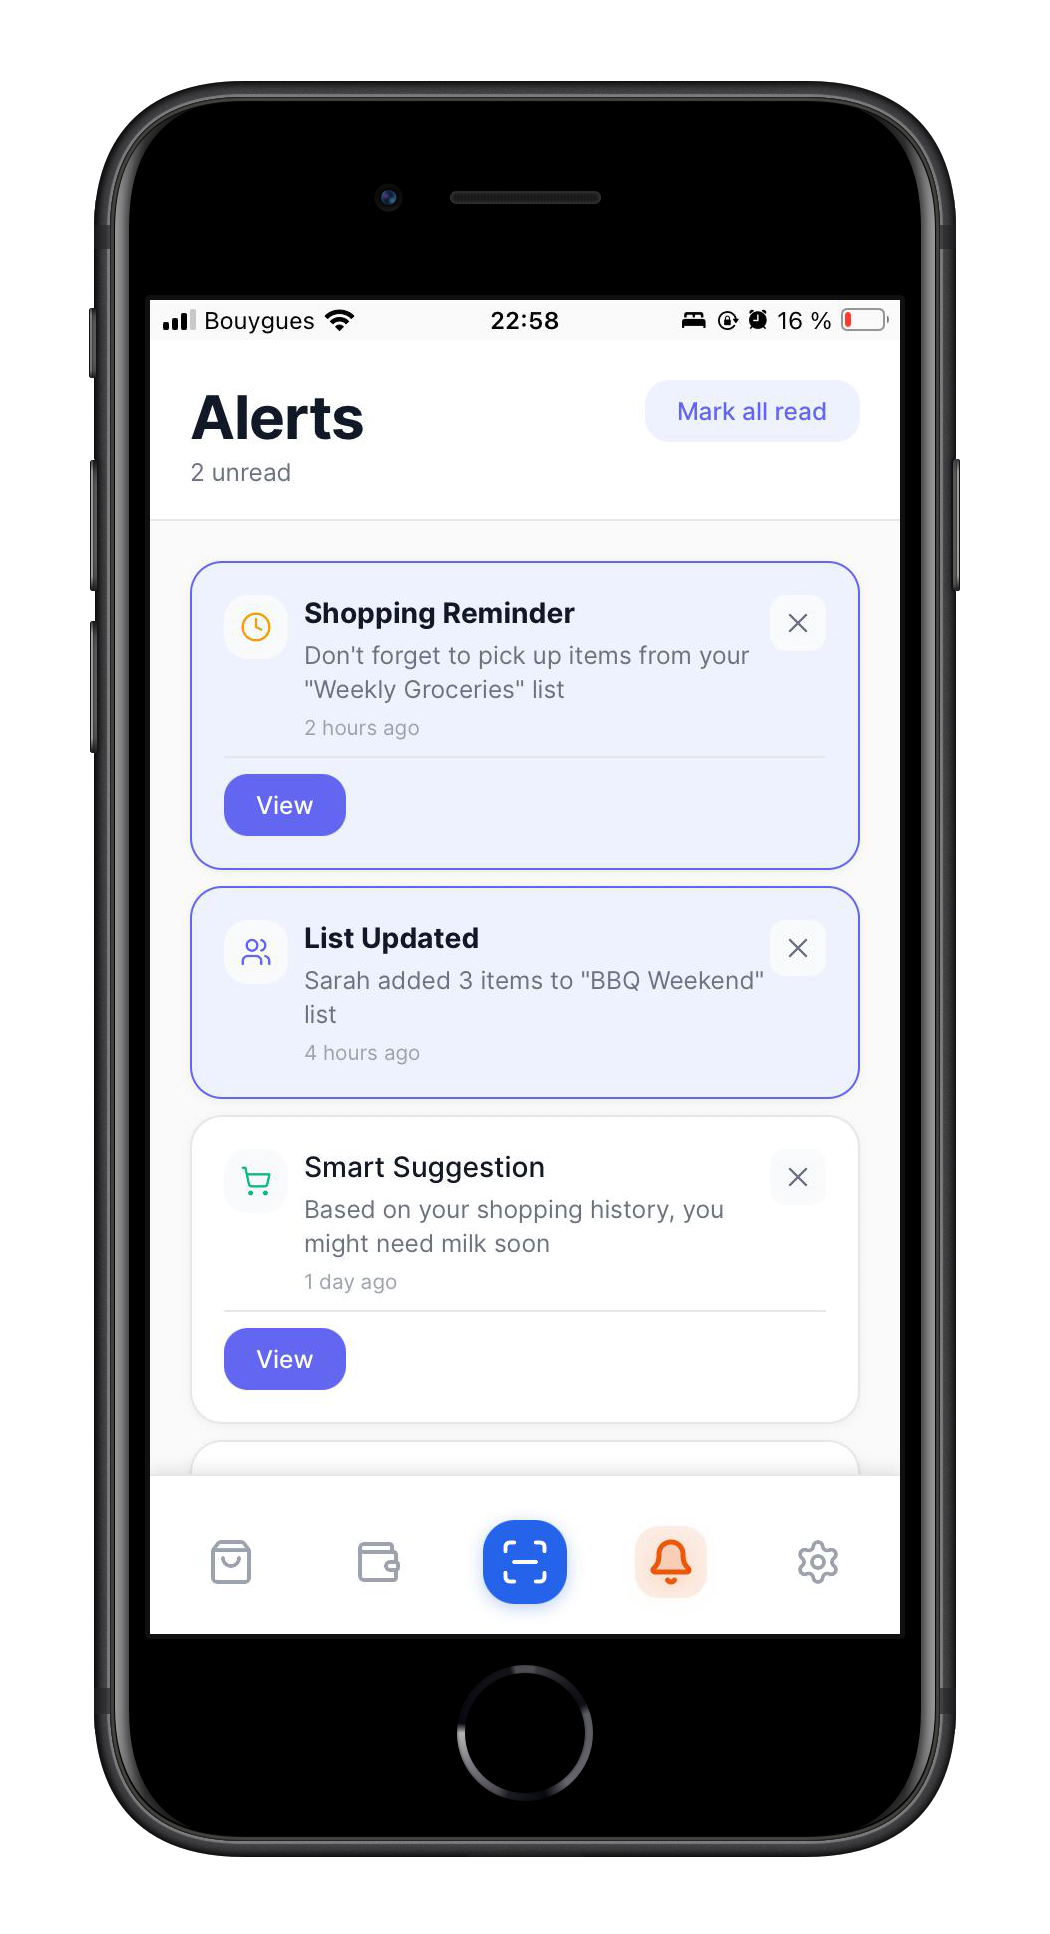 Bouygues 22:58 16 %
Alerts
Mark all read
2 unread
Shopping Reminder
Don't forget to pick up items from your
"Weekly Groceries" list
2 hours ago
View
List Updated
Sarah added 3 items to "BBQ Weekend"
list
4 hours ago
Smart Suggestion
Based on your shopping history, you
might need milk soon
1 day ago
View